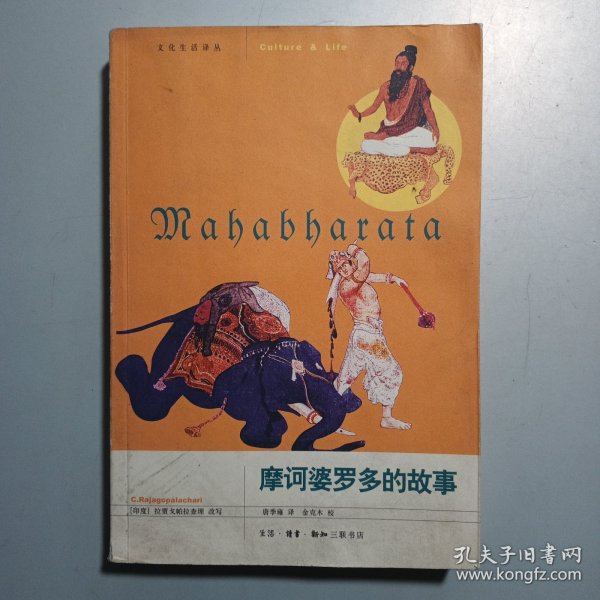 文化生活译丛
Culture & Life
Mahabharata
摩诃婆罗多的故事
C.Rajagopalachari
[印度] 拉贾戈帕拉查理 改写
唐季雍 译 金克木 校
生活·读书·新知三联书店
孔夫子旧书网
www.kongfz.com